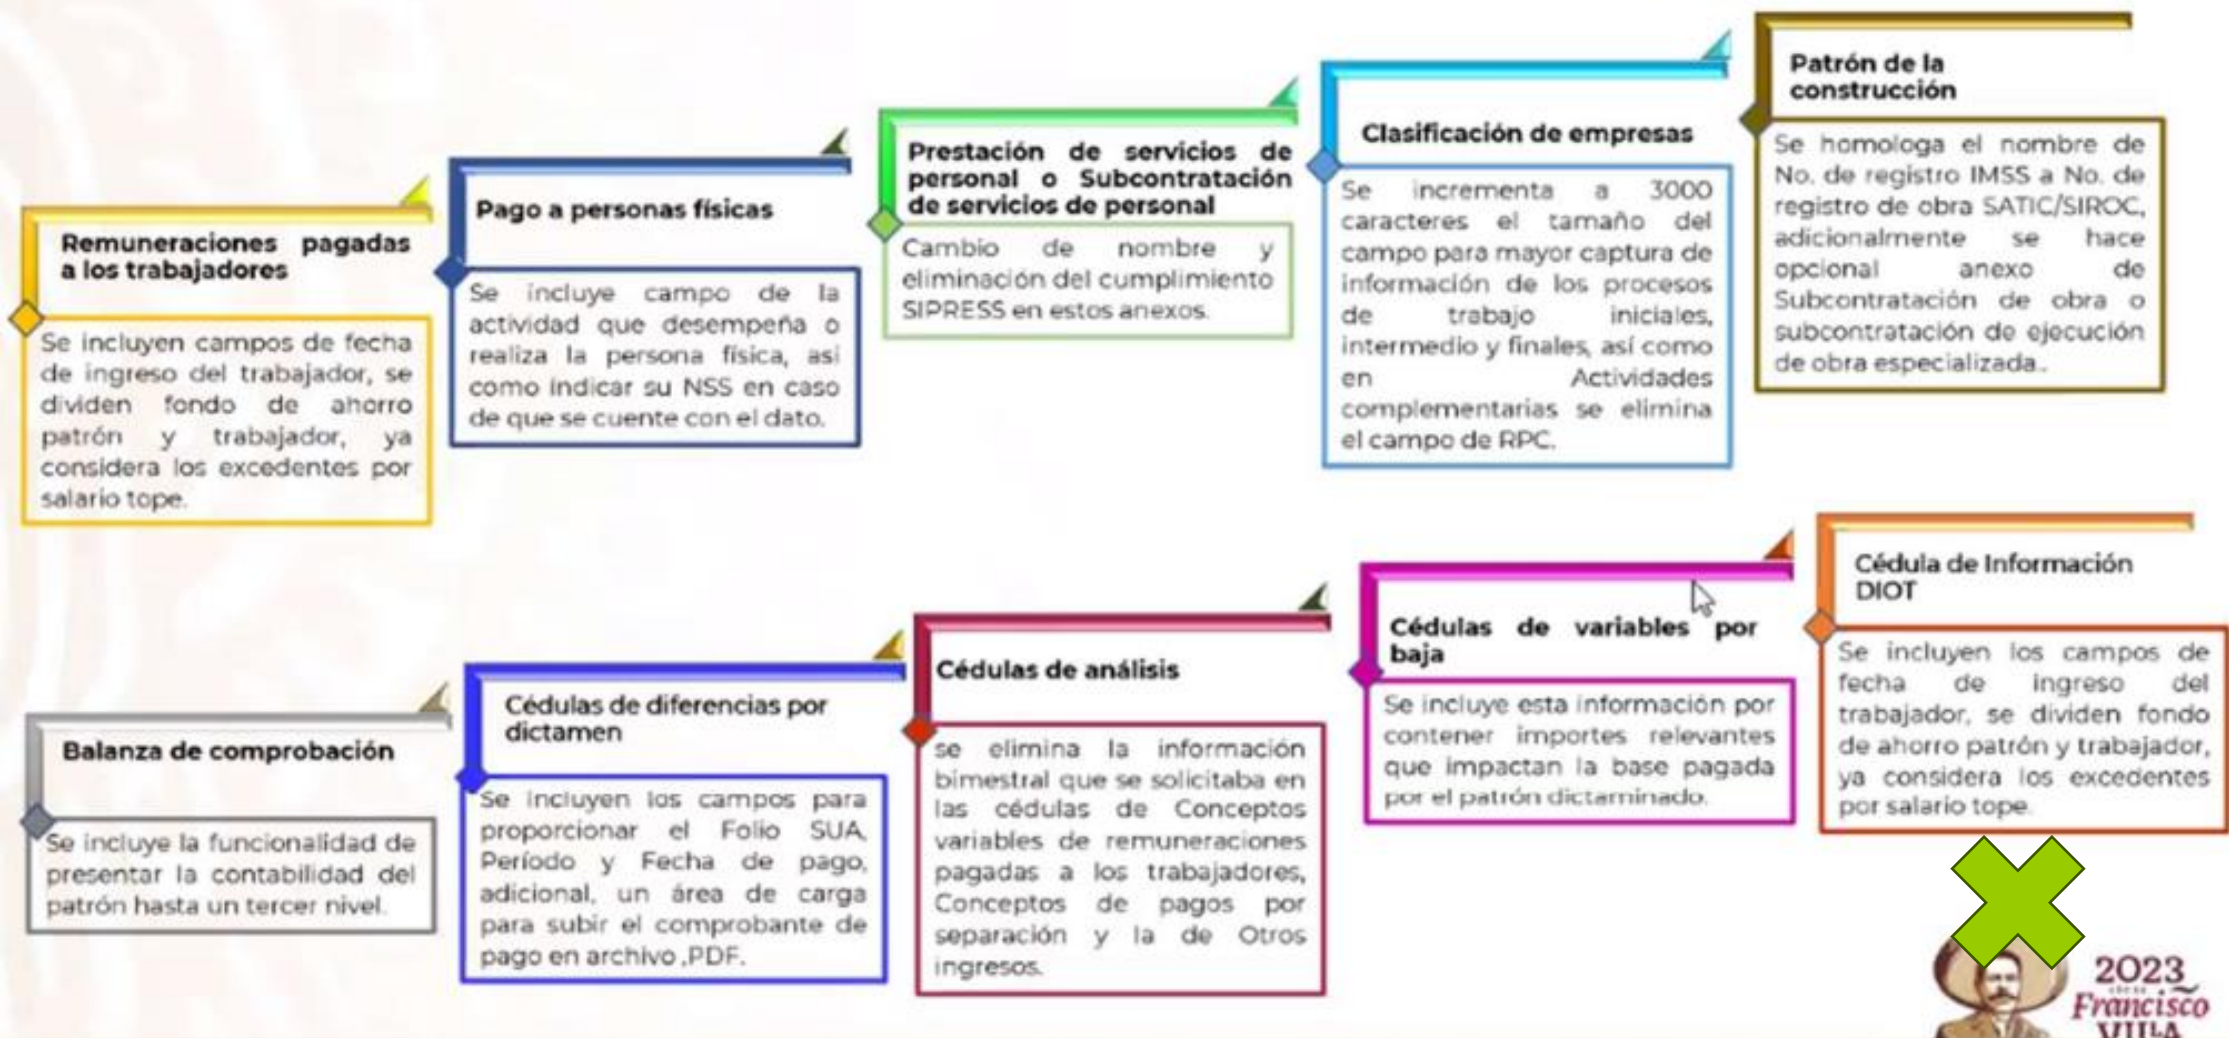 Remuneraciones pagadas
a los trabajadores
Se incluyen campos de fecha
de ingreso del trabajador, se
dividen fondo de ahorro
patrón y trabajador, ya
considera los excedentes por
salario tope.
Pago a personas físicas
Se incluye campo de la
actividad que desempeña o
realiza la persona física, asi
como indicar su NSS en caso
de que se cuente con el dato.
Prestación de servicios de
personal o Subcontratación
de servicios de personal
Cambio de nombre y
eliminación del cumplimiento
SIPRESS en estos anexos.
Clasificación de empresas
Se incrementa a 3000
caracteres el tamaño del
campo para mayor captura de
información de los procesos
de trabajo iniciales,
intermedio y finales, así como
en Actividades
complementarias se elimina
el campo de RPC.
Patrón de la
construcción
Se homologa el nombre de
No. de registro IMSS a No. de
registro de obra SATIC/SIROC,
adicionalmente se hace
opcional anexo de
Subcontratación de obra o
subcontratación de ejecución
de obra especializada..
Balanza de comprobación
Se incluye la funcionalidad de
presentar la contabilidad del
patrón hasta un tercer nivel.
Cédulas de diferencias por
dictamen
Se incluyen los campos para
proporcionar el Folio SUA,
Período y Fecha de pago,
adicional, un área de carga
para subir el comprobante de
pago en archivo .PDF.
Cédulas de análisis
se elimina la información
bimestral que se solicitaba en
las cédulas de Conceptos
variables de remuneraciones
pagadas a los trabajadores,
Conceptos de pagos por
separación y la de Otros
ingresos.
Cédulas de variables por
baja
Se incluye esta información por
contener importes relevantes
que impactan la base pagada
por el patrón dictaminado.
Cédula de Información
DIOT
Se incluyen los campos de
fecha de ingreso del
trabajador, se dividen fondo
de ahorro patrón y trabajador,
ya considera los excedentes
por salario tope.
2023
Francisco
VILLA